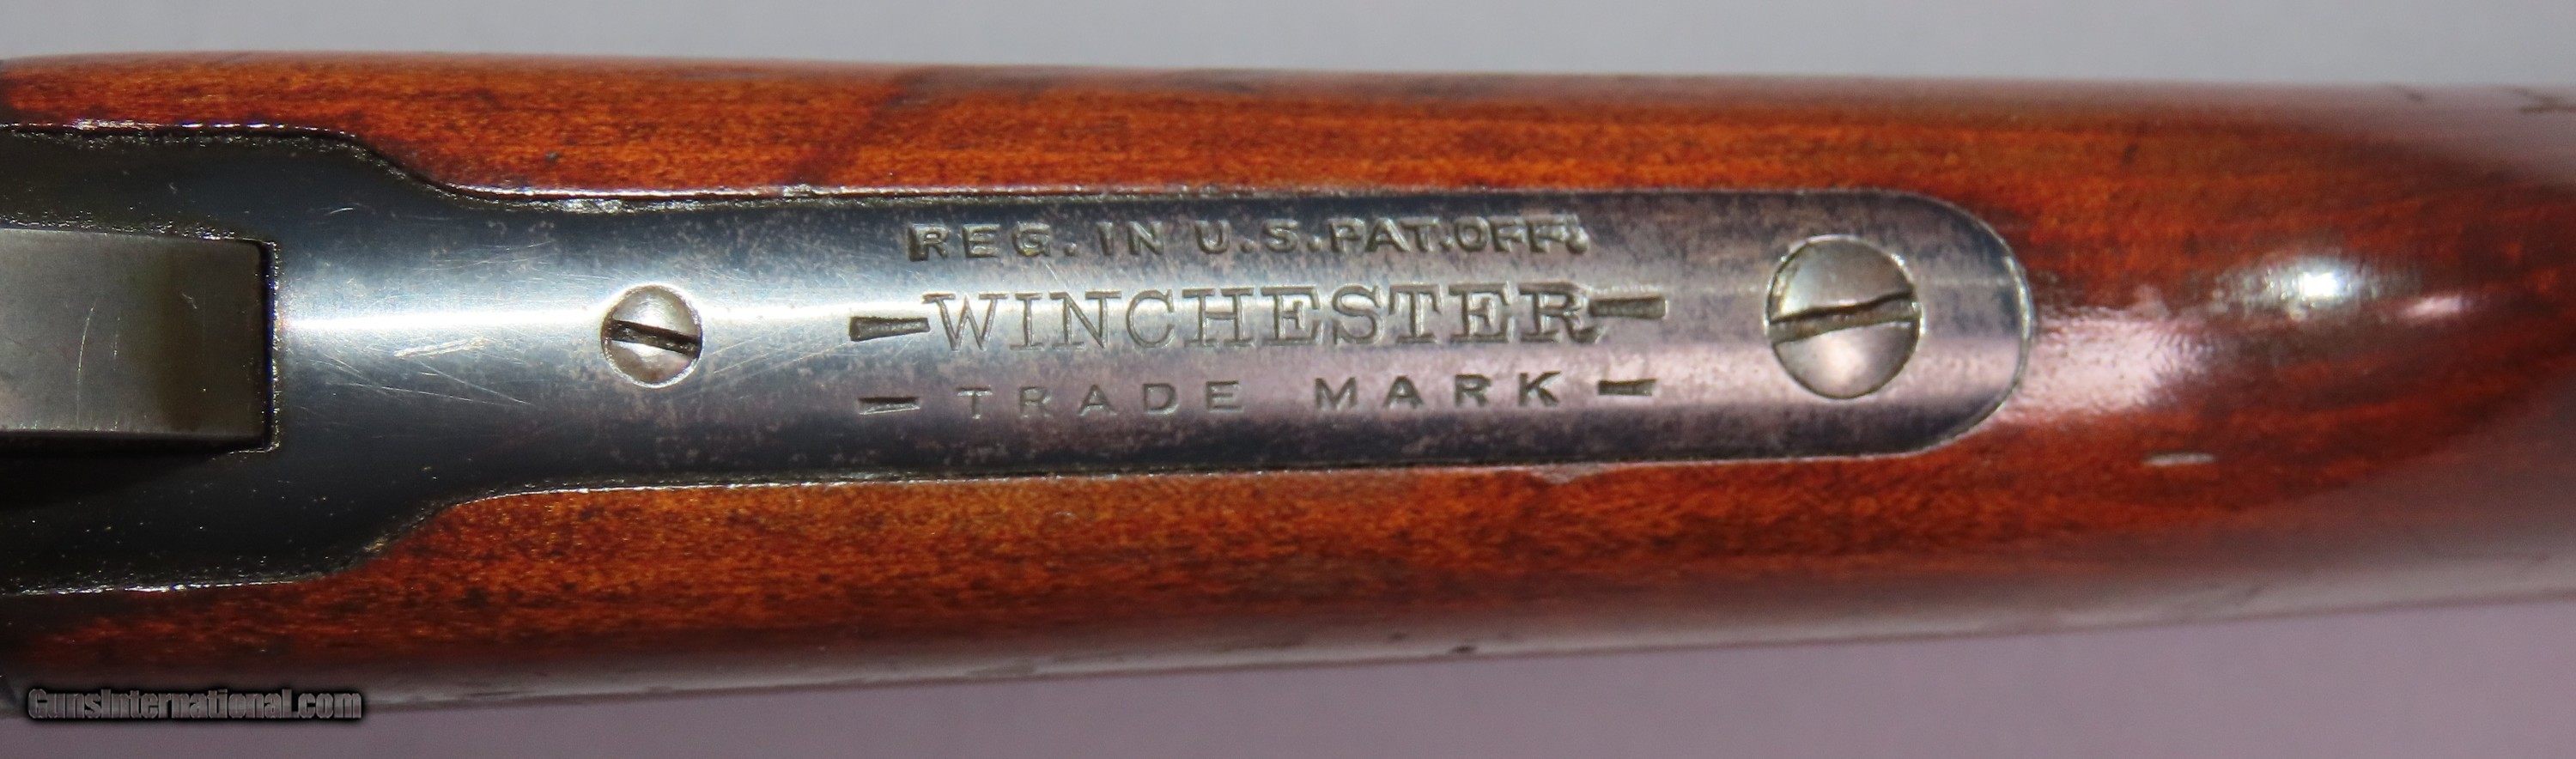 REG. IN U.S. PAT. OFF.
-WINCHESTER-
- TRADE MARK -
GunsInternational.com